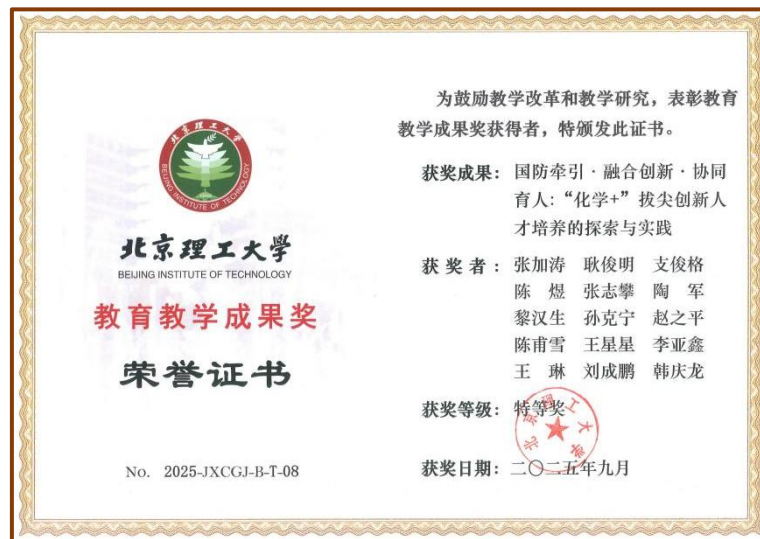 北京理工大学
BEIJING INSTITUTE OF TECHNOLOGY
北京理工大学
BEIJING INSTITUTE OF TECHNOLOGY
教育教学成果奖
荣誉证书
No. 2025-JXCGJ-B-T-08
为鼓励教学改革和教学研究，表彰教育
教学成果奖获得者，特颁发此证书。
获奖成果：国防牵引·融合创新·协同
育人：“化学+”拔尖创新人
才培养的探索与实践
获奖者：张加涛 耿俊明 支俊格
陈煜 张志攀 陶军
黎汉生 孙克宁 赵之平
陈甫雪 王星星 李亚鑫
王琳 刘成鹏 韩庆龙
获奖等级：特等奖
北京理工大学
获奖日期：二〇二五年九月